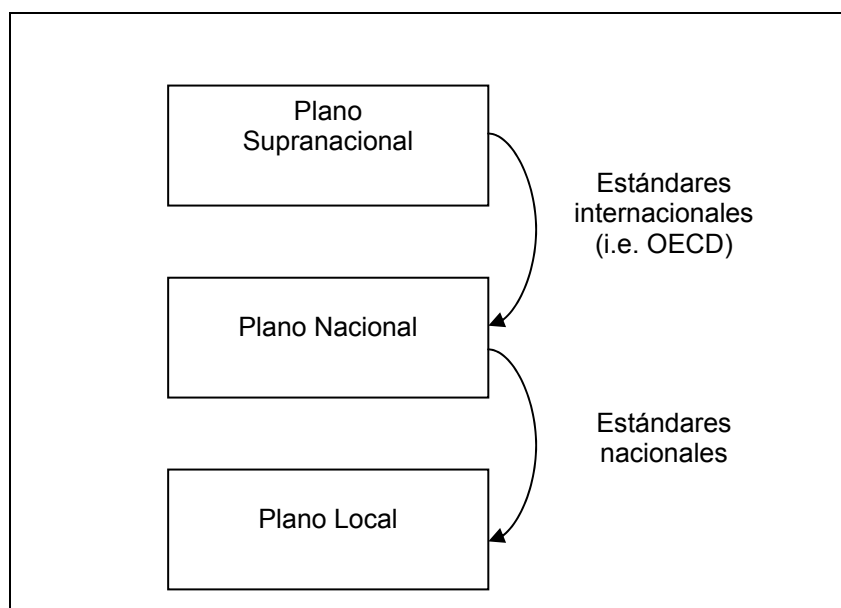 Plano
Supranacional
Estándares
internacionales
(i.e. OECD)
Plano Nacional
Estándares
nacionales
Plano Local